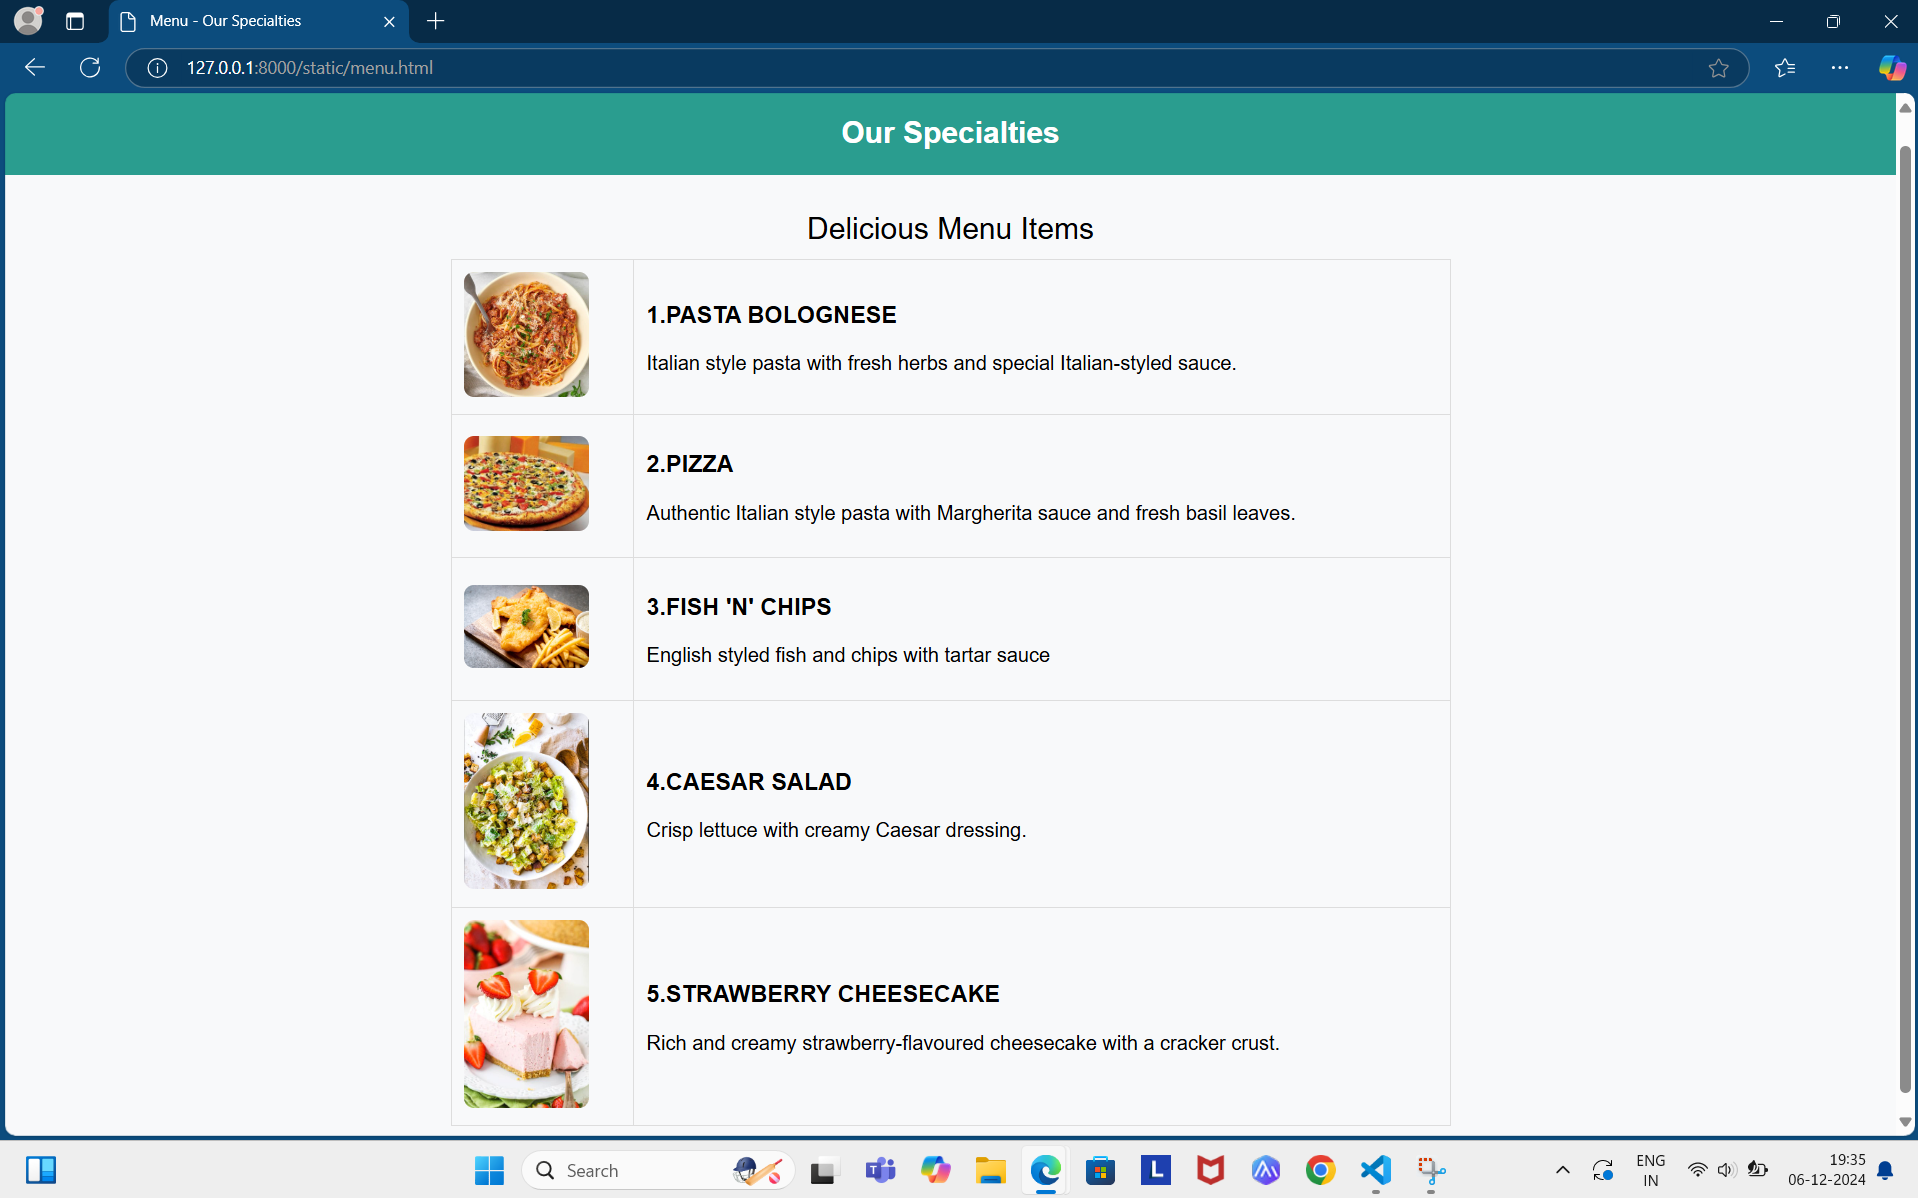 Menu - Our Specialties
127.0.0.1:8000/static/menu.html
Our Specialties
Delicious Menu Items
1.PASTA BOLOGNESE
Italian style pasta with fresh herbs and special Italian-styled sauce.
2.PIZZA
Authentic Italian style pasta with Margherita sauce and fresh basil leaves.
3.FISH 'N' CHIPS
English styled fish and chips with tartar sauce
4.CAESAR SALAD
Crisp lettuce with creamy Caesar dressing.
5.STRAWBERRY CHEESECAKE
Rich and creamy strawberry-flavoured cheesecake with a cracker crust.
Search
L
ENG
IN
19:35
06-12-2024